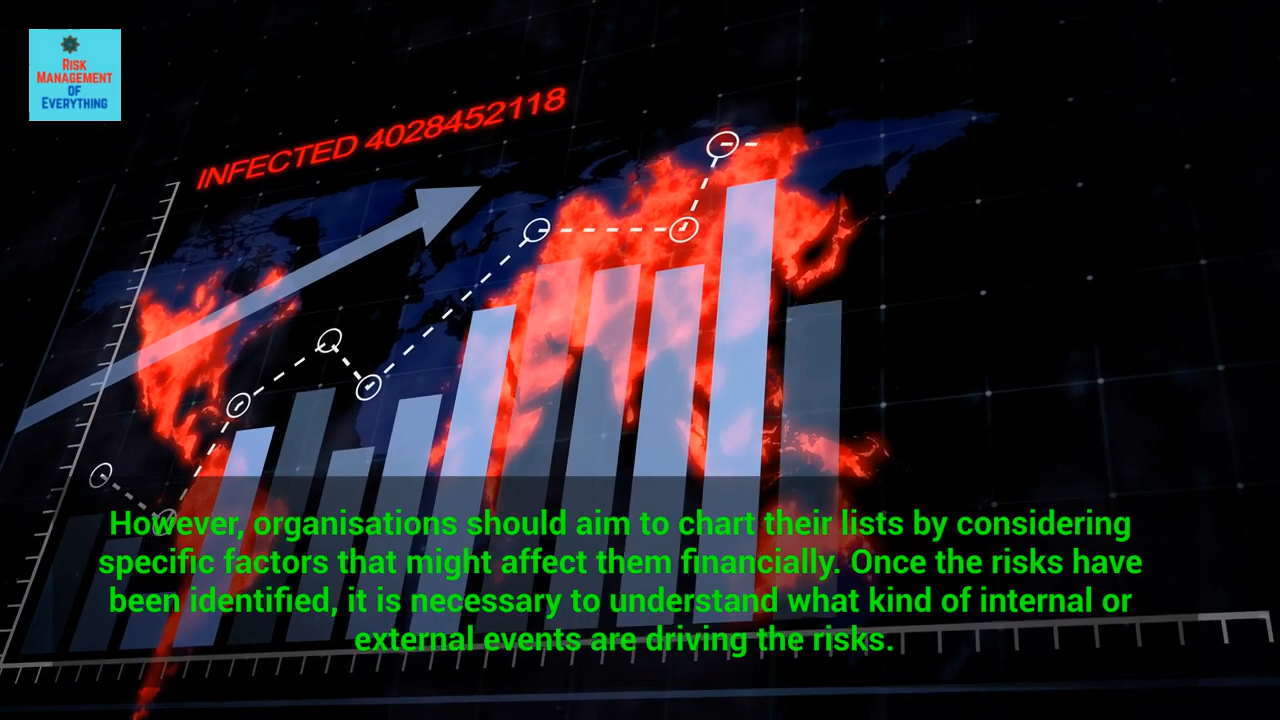 RISK
MANAGEMENT
OF
EVERYTHING
INFECTED 4028452118
However, organisations should aim to chart their lists by considering
specific factors that might affect them financially. Once the risks have
been identified, it is necessary to understand what kind of internal or
external events are driving the risks.